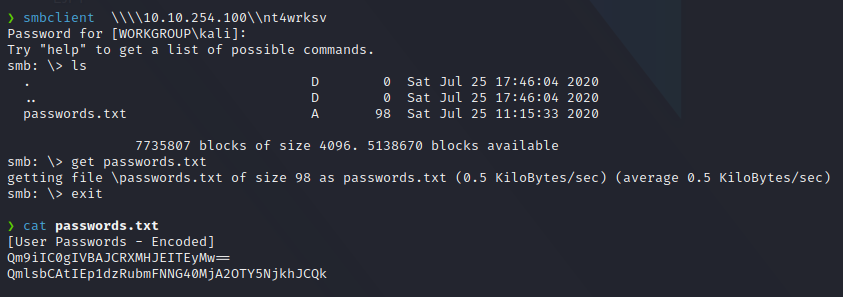 ❯ smbclient \\\\10.10.254.100\\nt4wrksv
Password for [WORKGROUP\kali]:
Try "help" to get a list of possible commands.
smb: \> ls
. D 0 Sat Jul 25 17:46:04 2020
.. D 0 Sat Jul 25 17:46:04 2020
passwords.txt A 98 Sat Jul 25 11:15:33 2020
7735807 blocks of size 4096. 5138670 blocks available
smb: \> get passwords.txt
getting file \passwords.txt of size 98 as passwords.txt (0.5 KiloBytes/sec) (average 0.5 KiloBytes/sec)
smb: \> exit
❯ cat passwords.txt
[User Passwords - Encoded]
Qm9iIC0gIVBAJCRXMHJEITEyMw==
QmlsbCAtIEp1dzRubmFNNG40MjA2OTY5NjkhJCQk